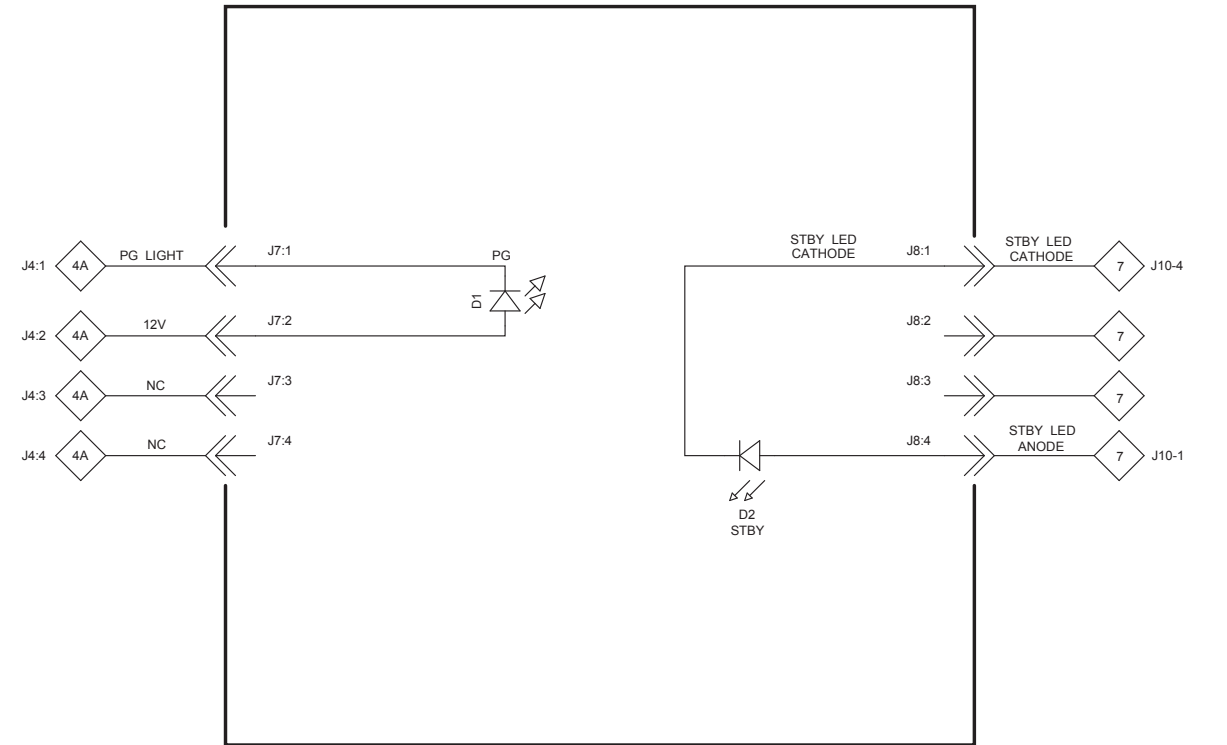 J4:1
4A
PG LIGHT
J7:1
PG
D1
J4:2
4A
12V
J7:2
J4:3
4A
NC
J7:3
J4:4
4A
NC
J7:4
STBY LED
CATHODE
J8:1
STBY LED
CATHODE
7
J10-4
J8:2
7
J8:3
7
J8:4
STBY LED
ANODE
7
J10-1
D2
STBY